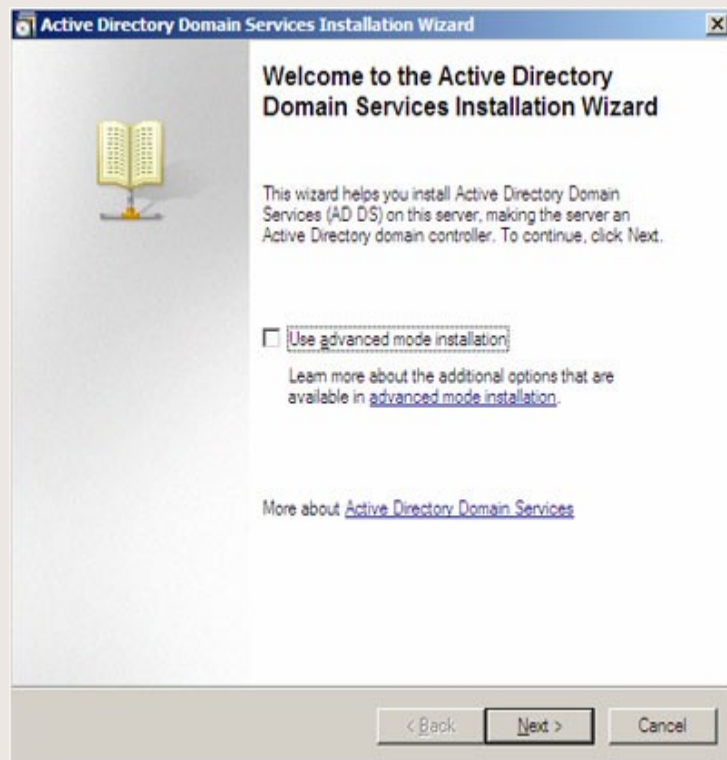 Active Directory Domain Services Installation Wizard
Welcome to the Active Directory
Domain Services Installation Wizard
This wizard helps you install Active Directory Domain
Services (AD DS) on this server, making the server an
Active Directory domain controller. To continue, click Next.
Use advanced mode installation
Learn more about the additional options that are
available in advanced mode installation.
More about Active Directory Domain Services
< Back
Next >
Cancel